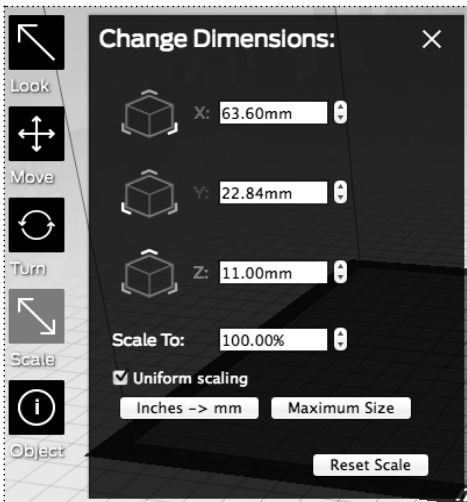 Change Dimensions:
Look
X: 63.60mm
Move
Y: 22.84mm
Turn
Z: 11.00mm
Scale To: 100.00%
Scale
Uniform scaling
Inches -> mm Maximum Size
Object
Reset Scale